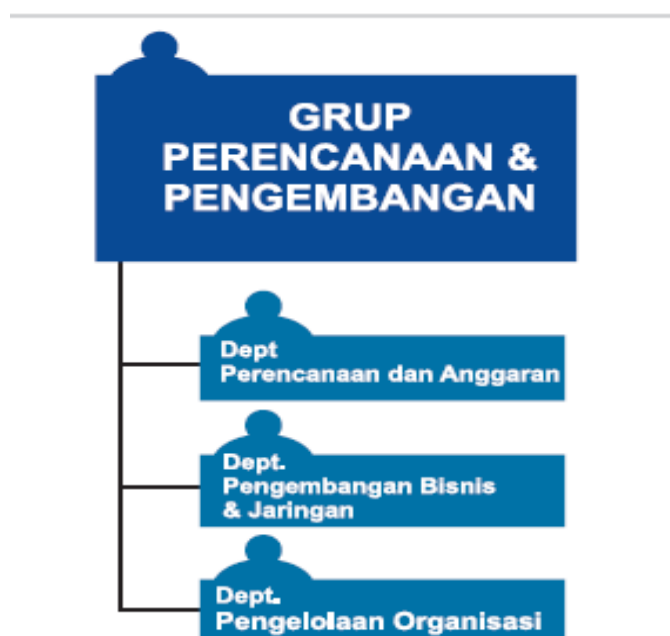 GRUP
PERENCANAAN &
PENGEMBANGAN
Dept
Perencanaan dan Anggaran
Dept.
Pengembangan Bisnis
& Jaringan
Dept.
Pengelolaan Organisasi